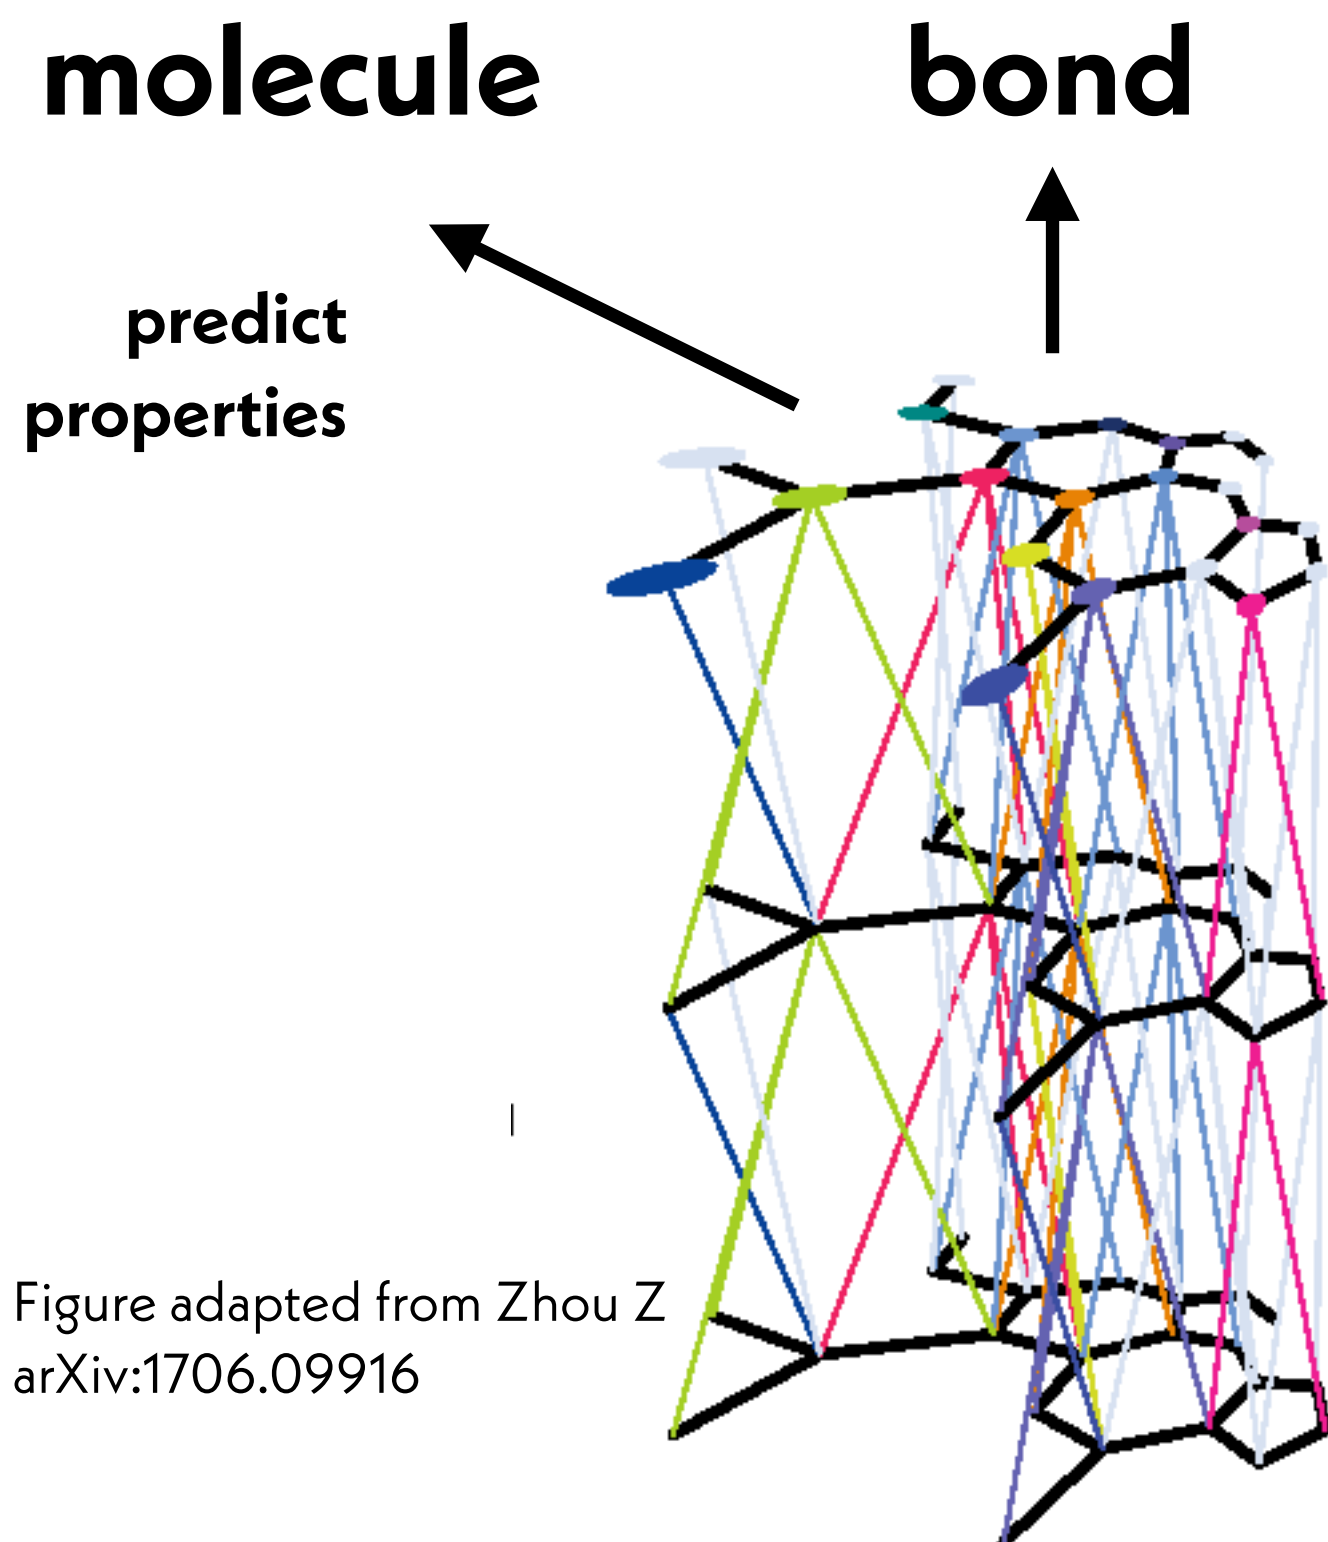 molecule
bond
predict
properties
Figure adapted from Zhou Z
arXiv:1706.09916